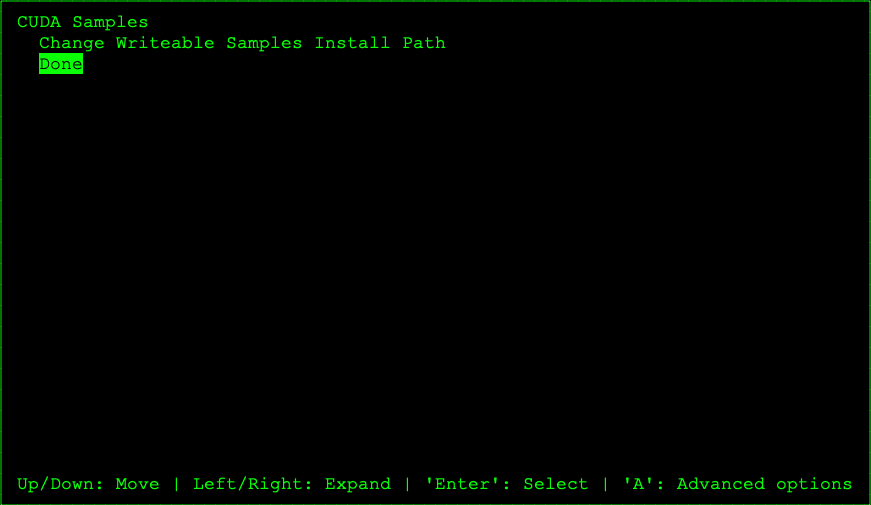 CUDA Samples
Change Writeable Samples Install Path
Done
Up/Down: Move | Left/Right: Expand | 'Enter': Select | 'A': Advanced options